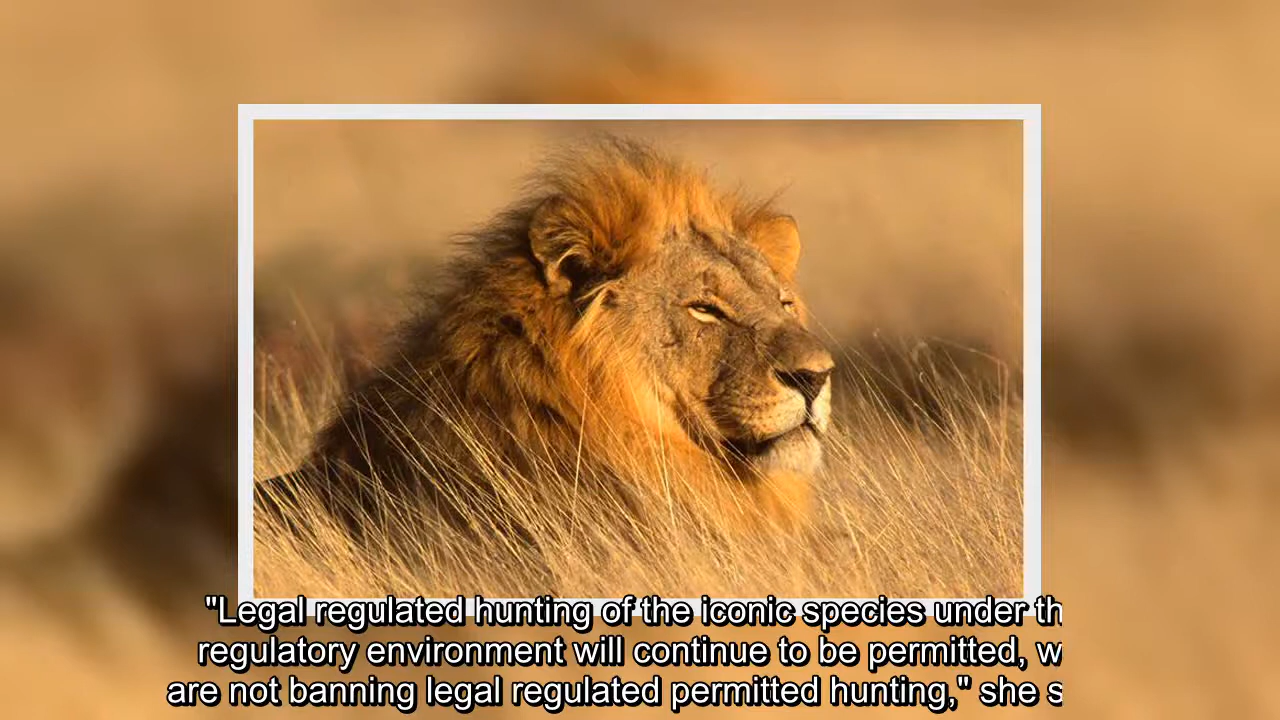 "Legal regulated hunting of the iconic species under th
regulatory environment will continue to be permitted, w
are not banning legal regulated permitted hunting," she s